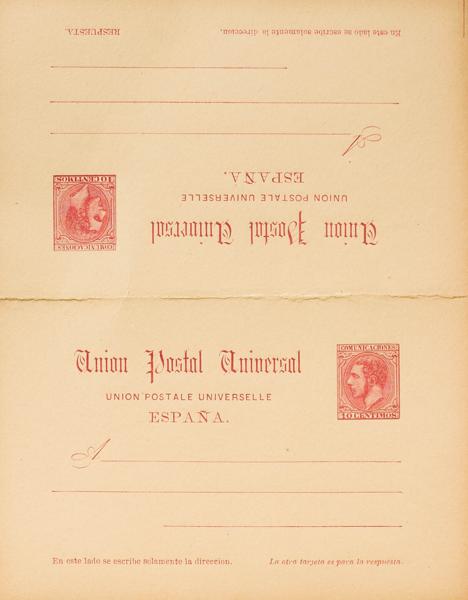 En este lado se escribe solamente la direccion.
RESPUESTA.
A
ESPAÑA.
UNION POSTALE UNIVERSELLE
Union Postal Universal
COMUNICACIONES
10 CENTIMOS
Union Postal Universal
UNION POSTALE UNIVERSELLE
ESPAÑA.
COMUNICACIONES
10 CENTIMOS
A
En este lado se escribe solamente la direccion.
La otra tarjeta es para la respuesta.